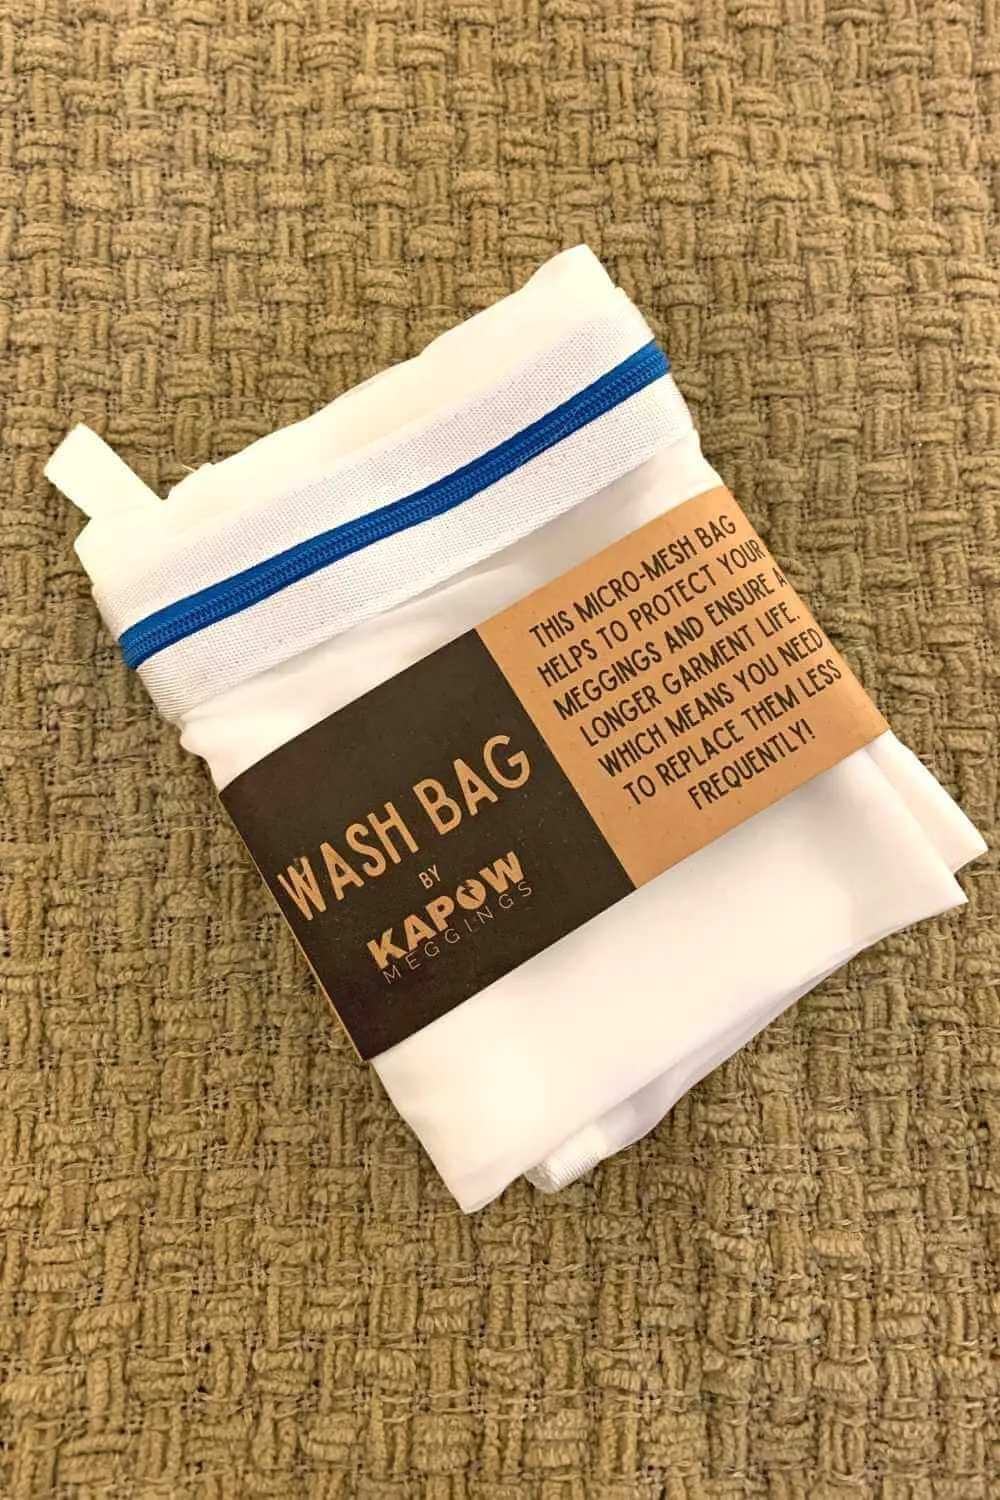 WASH BAG
BY
KAPOW
MEGGINGS
THIS MICRO-MESH BAG
HELPS TO PROTECT YOUR
MEGGINGS AND ENSURE A
LONGER GARMENT LIFE.
WHICH MEANS YOU NEED
TO REPLACE THEM LESS
FREQUENTLY!